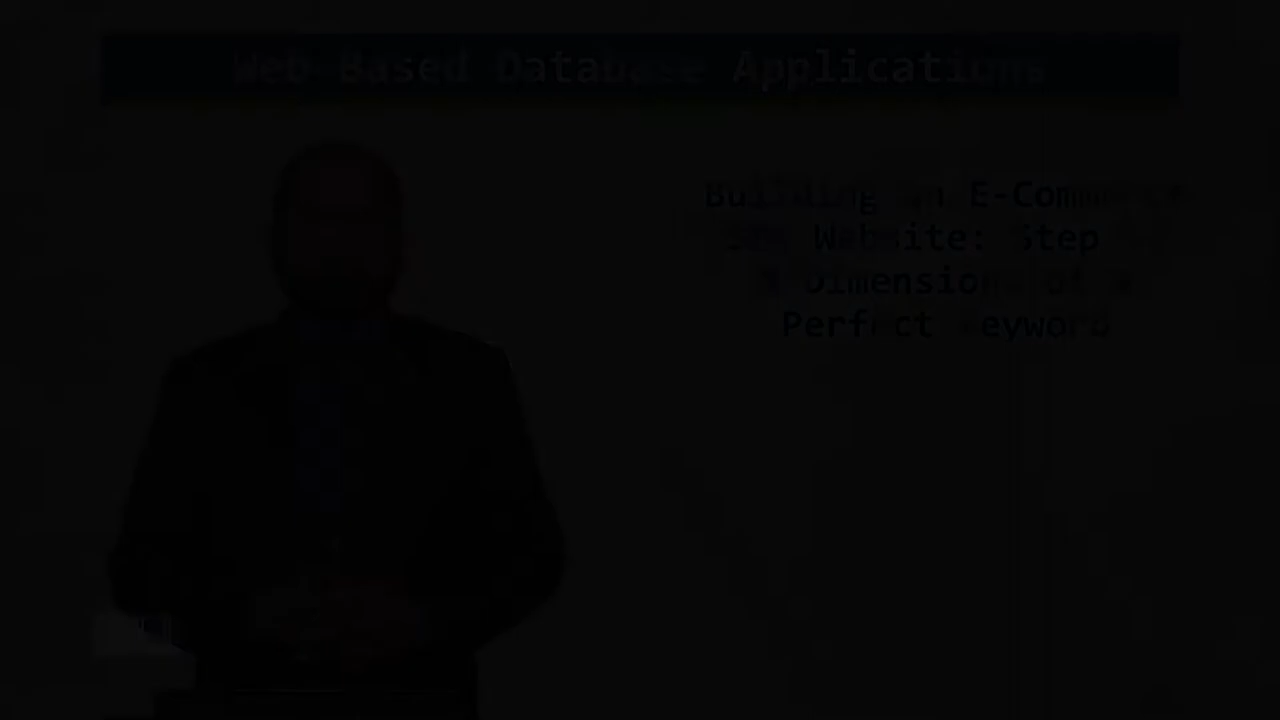 Web-Based Database Applications
Building an E-Commerce
Website: Step
Dimensions of a
Perfect Keyword